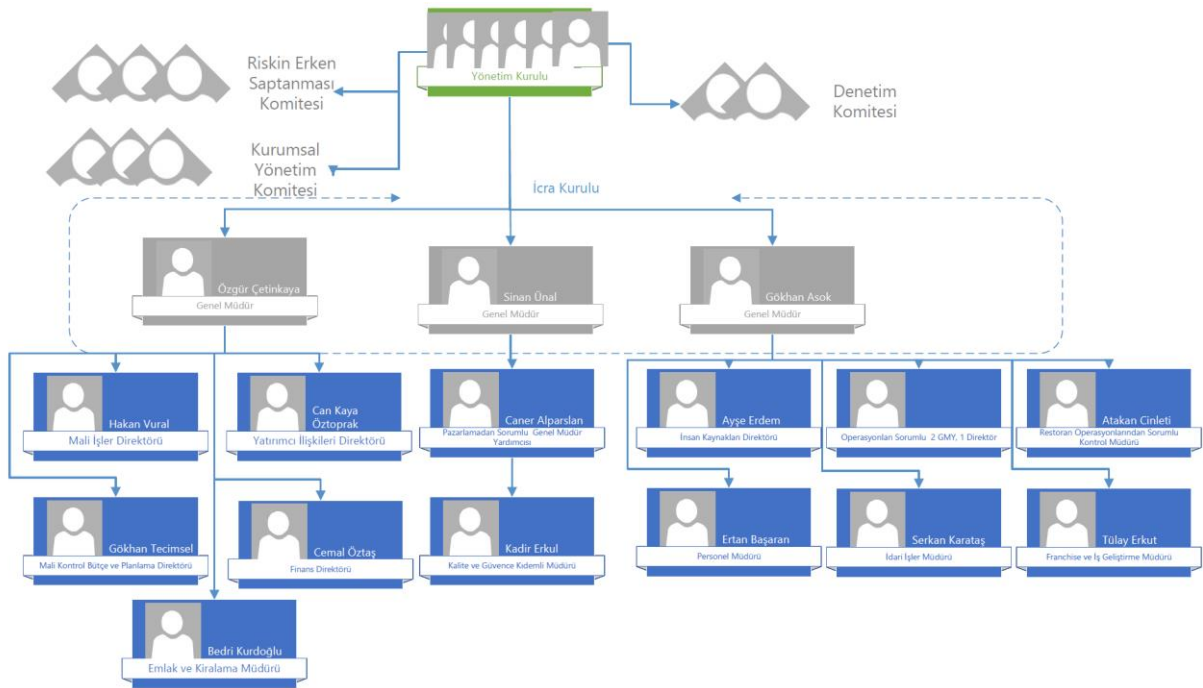 Riskin Erken
Saptanması
Komitesi
Yönetim Kurulu
Denetim
Komitesi
Kurumsal
Yönetim
Komitesi
İcra Kurulu
Özgür Çetinkaya
Genel Müdür
Sinan Ünal
Genel Müdür
Gökhan Asok
Genel Müdür
Hakan Vural
Mali İşler Direktörü
Can Kaya
Öztoprak
Yatırımcı İlişkileri Direktörü
Caner Alparslan
Pazarlamadan Sorumlu Genel Müdür
Yardımcısı
Ayşe Erdem
İnsan Kaynakları Direktörü
Operasyonlan Sorumlu 2 GMY, 1 Direktör
Atakan Cinleti
Restoran Operasyonlarından Sorumlu
Kontrol Müdürü
Gökhan Tecimsel
Mali Kontrol Bütçe ve Planlama Direktörü
Cemal Öztaş
Finans Direktörü
Kadir Erkul
Kalite ve Güvence Kıdemli Müdürü
Ertan Başaran
Personel Müdürü
Serkan Karataş
İdari İşler Müdürü
Tülay Erkut
Franchise ve İş Geliştirme Müdürü
Bedri Kurdoğlu
Emlak ve Kiralama Müdürü